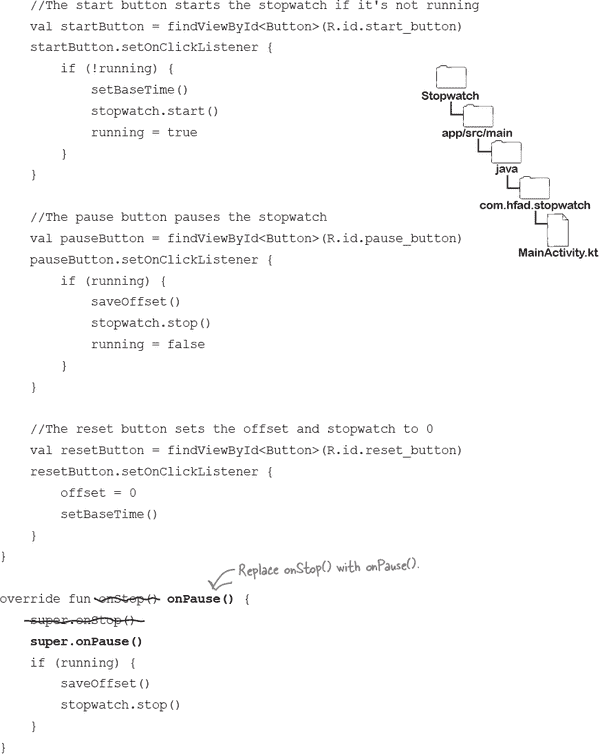 //The start button starts the stopwatch if it's not running
val startButton = findViewById<Button>(R.id.start_button)
startButton.setOnClickListener {
if (!running) {
setBaseTime()
stopwatch.start()
running = true
}
}
Stopwatch
app/src/main
java
com.hfad.stopwatch
MainActivity.kt
//The pause button pauses the stopwatch
val pauseButton = findViewById<Button>(R.id.pause_button)
pauseButton.setOnClickListener {
if (running) {
saveOffset()
stopwatch.stop()
running = false
}
}
//The reset button sets the offset and stopwatch to 0
val resetButton = findViewById<Button>(R.id.reset_button)
resetButton.setOnClickListener {
offset = 0
setBaseTime()
}
}
Replace onStop() with onPause().
override fun onStop() onPause() {
super.onStop()
super.onPause()
if (running) {
saveOffset()
stopwatch.stop()
}
}